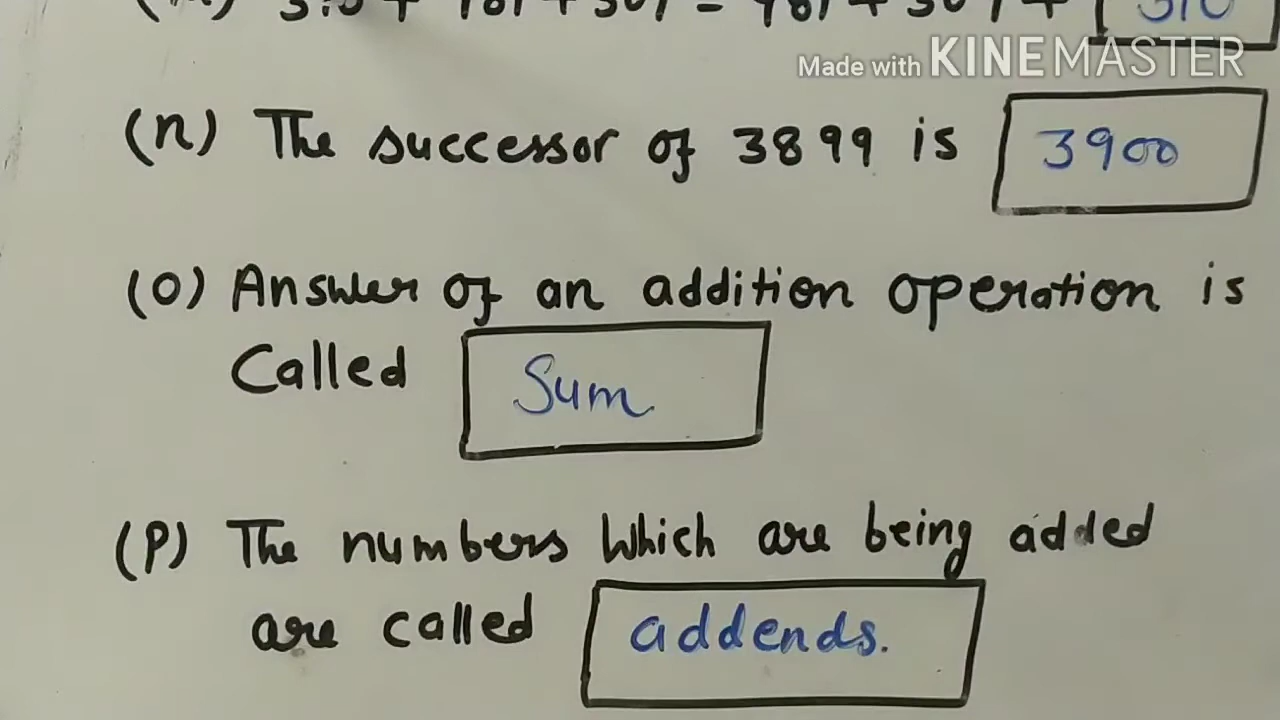 Made with KINEMASTER
(n) The successor of 3899 is 3900
(O) Answer of an addition operation is
Called Sum
(P) The numbers which are being added
are called addends.